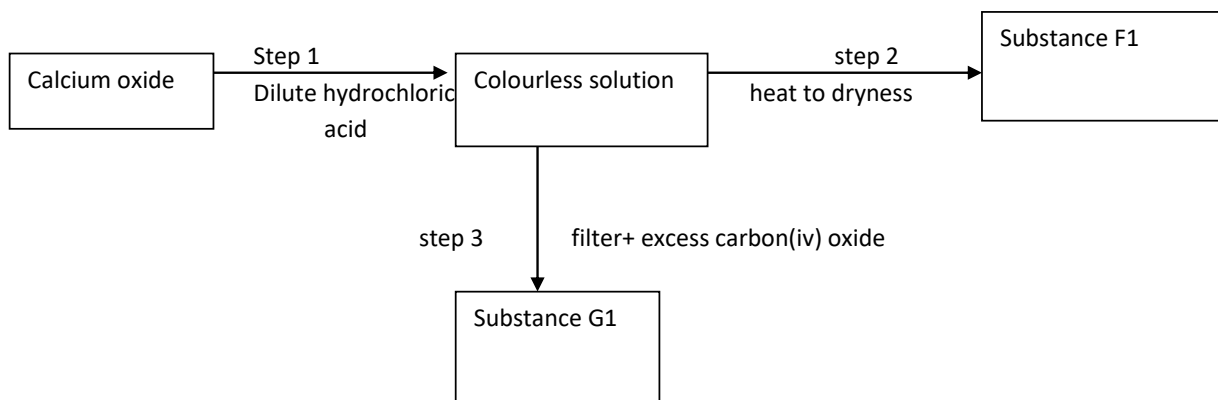 Calcium oxide
Step 1
Dilute hydrochloric
acid
Colourless solution
step 2
heat to dryness
Substance F1
step 3
filter+ excess carbon(iv) oxide
Substance G1